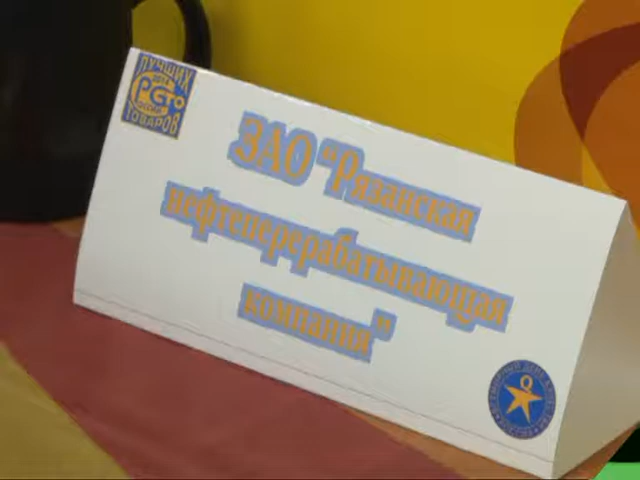 ЛУЧШИХ
ТОВАРОВ
ЗАО "Рязанская
нефтеперерабатывающая
компания"